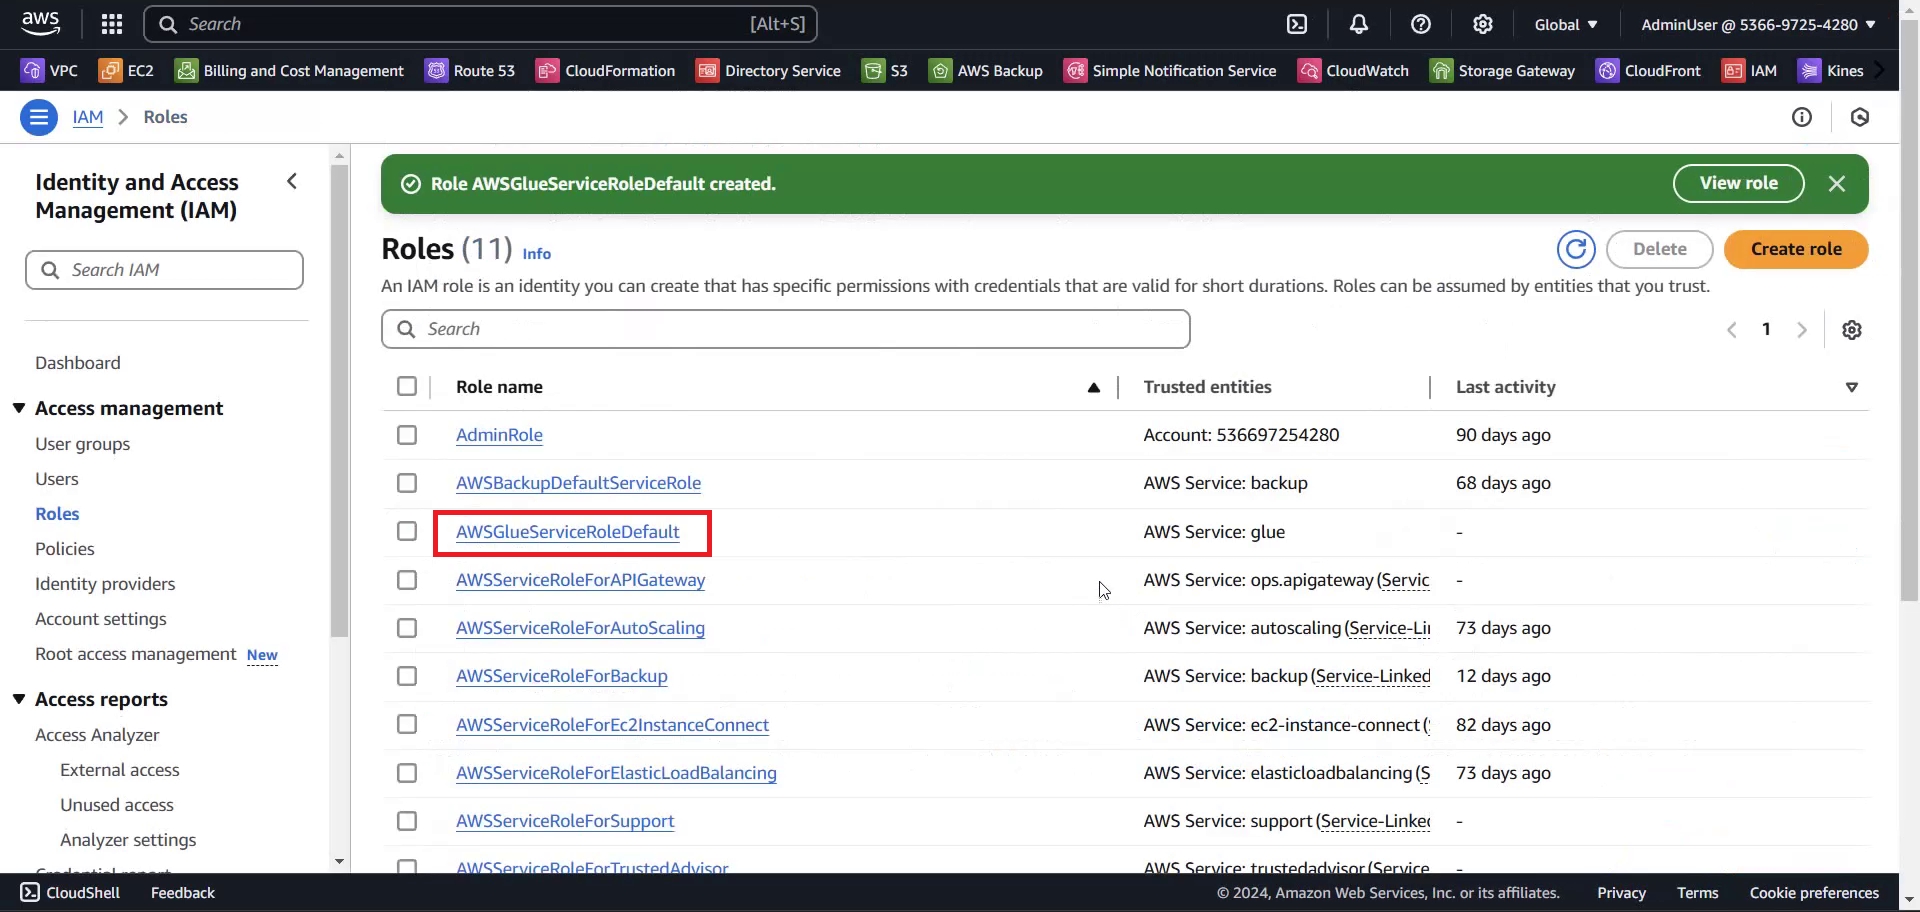 aws
Search [Alt+S]
Global
AdminUser @ 5366-9725-4280
VPC
EC2
Billing and Cost Management
Route 53
CloudFormation
Directory Service
S3
AWS Backup
Simple Notification Service
CloudWatch
Storage Gateway
CloudFront
IAM
Kines
IAM > Roles
Identity and Access
Management (IAM)
Search IAM
Dashboard
Access management
User groups
Users
Roles
Policies
Identity providers
Account settings
Root access management New
Access reports
Access Analyzer
External access
Unused access
Analyzer settings
Credential report
Role AWSGlueServiceRoleDefault created.
View role
Roles (11) Info
Delete
Create role
An IAM role is an identity you can create that has specific permissions with credentials that are valid for short durations. Roles can be assumed by entities that you trust.
Search
1
Role name Trusted entities Last activity
AdminRole Account: 536697254280 90 days ago
AWSBackupDefaultServiceRole AWS Service: backup 68 days ago
AWSGlueServiceRoleDefault AWS Service: glue -
AWSServiceRoleForAPIGateway AWS Service: ops.apigateway (Servic -
AWSServiceRoleForAutoScaling AWS Service: autoscaling (Service-Li 73 days ago
AWSServiceRoleForBackup AWS Service: backup (Service-Linked 12 days ago
AWSServiceRoleForEc2InstanceConnect AWS Service: ec2-instance-connect ( 82 days ago
AWSServiceRoleForElasticLoadBalancing AWS Service: elasticloadbalancing (S 73 days ago
AWSServiceRoleForSupport AWS Service: support (Service-Linked -
AWSServiceRoleForTrustedAdvisor AWS Service: trustedadvisor (Service -
CloudShell
Feedback
© 2024, Amazon Web Services, Inc. or its affiliates.
Privacy
Terms
Cookie preferences